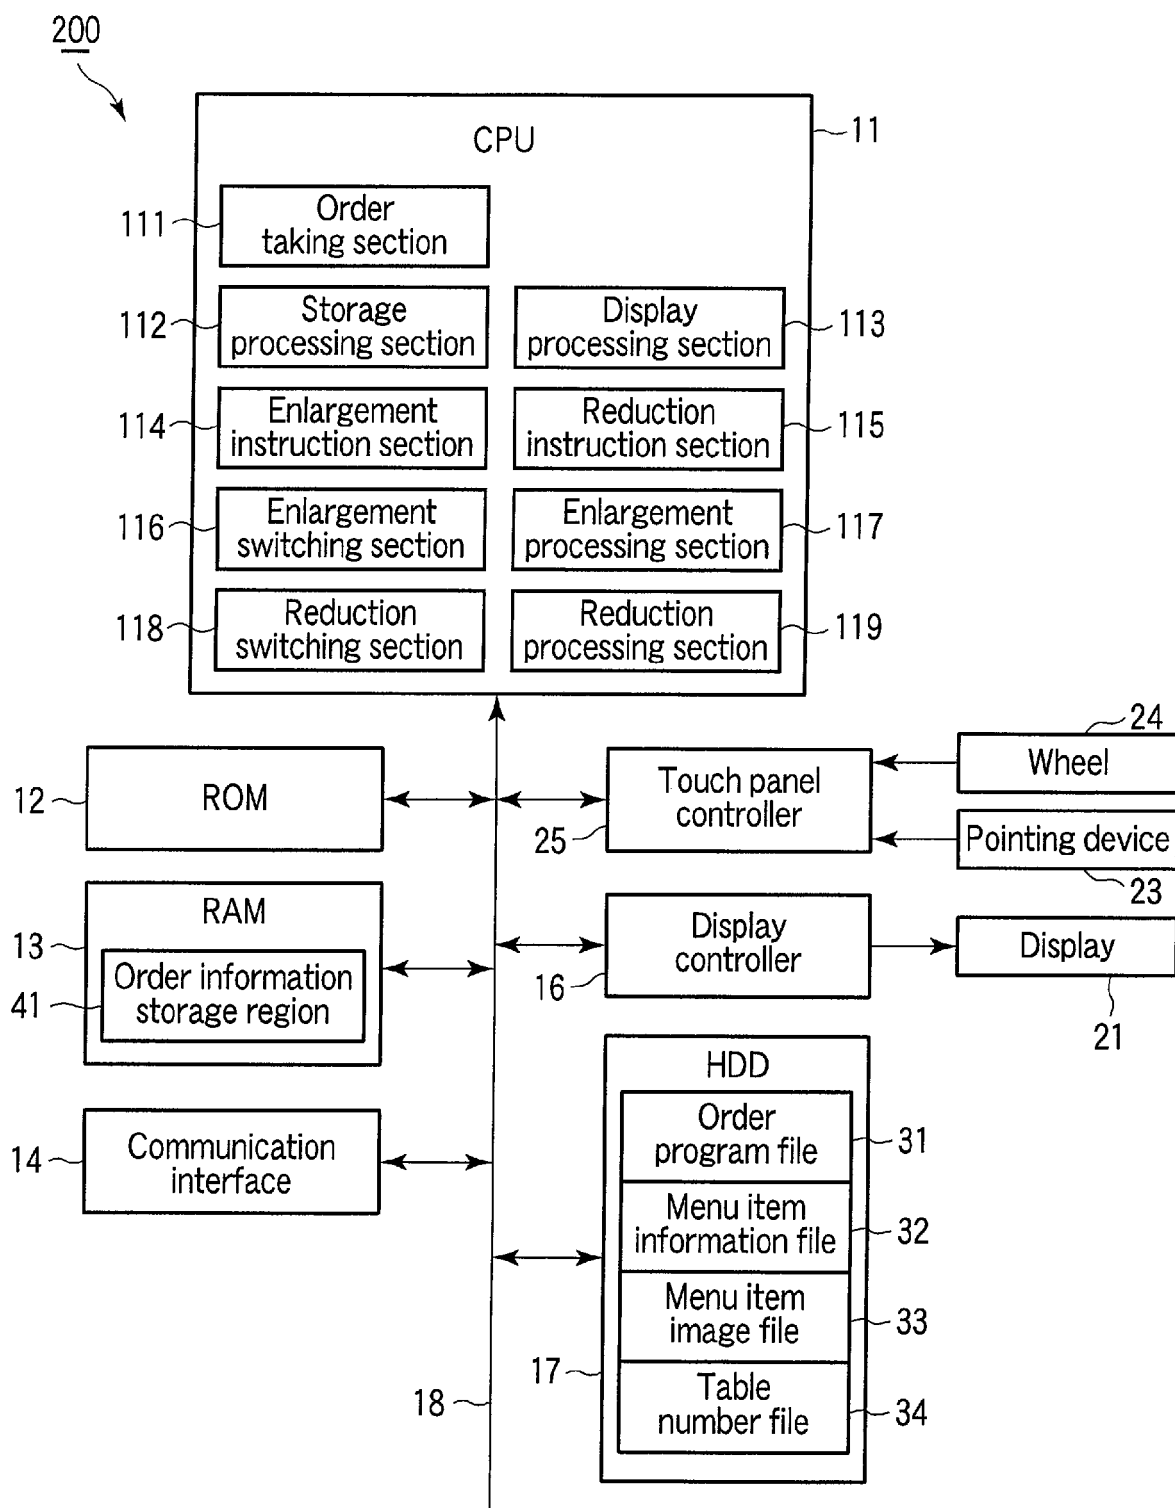 200
CPU
11
111
Order
taking section
112
Storage
processing section
Display
processing section
113
114
Enlargement
instruction section
Reduction
instruction section
115
116
Enlargement
switching section
Enlargement
processing section
117
118
Reduction
switching section
Reduction
processing section
119
24
12
ROM
Touch panel
controller
25
Wheel
Pointing device
23
13
RAM
41
Order information
storage region
Display
controller
16
Display
21
14
Communication
interface
HDD
Order
program file
31
Menu item
information file
32
Menu item
image file
33
17
Table
number file
34
18